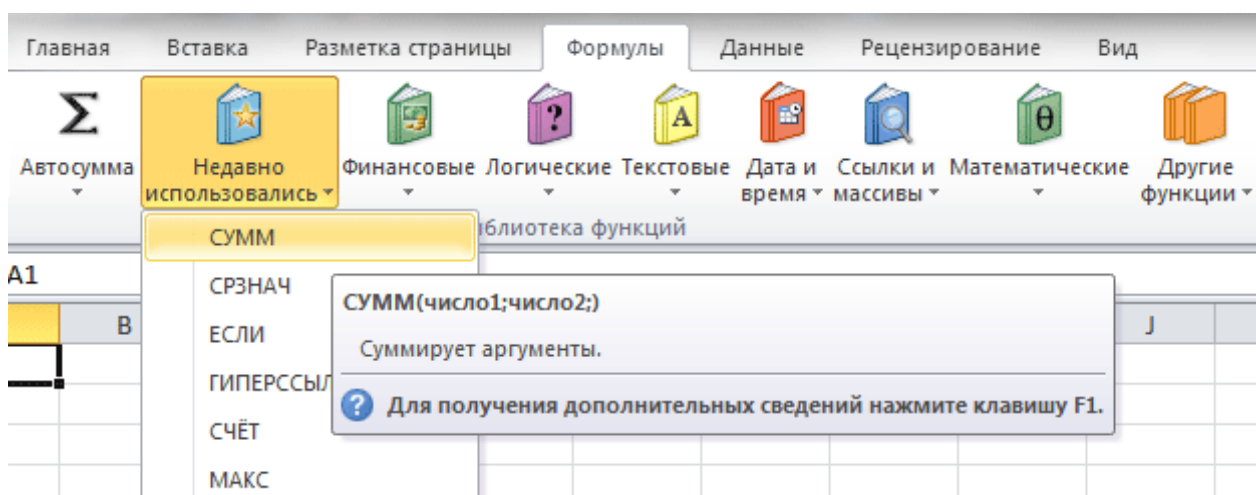 Главная Вставка Разметка страницы Формулы Данные Рецензирование Вид
Σ ? A θ
Автосумма Недавно использовались Финансовые Логические Текстовые Дата и время Ссылки и массивы Математические Другие функции
функций
A1
СУММ
СРЗНАЧ
ЕСЛИ
СЧЁТ
МАКС
СУММ(число1;число2;)
Суммирует аргументы.
? Для получения дополнительных сведений нажмите клавишу F1.
B J